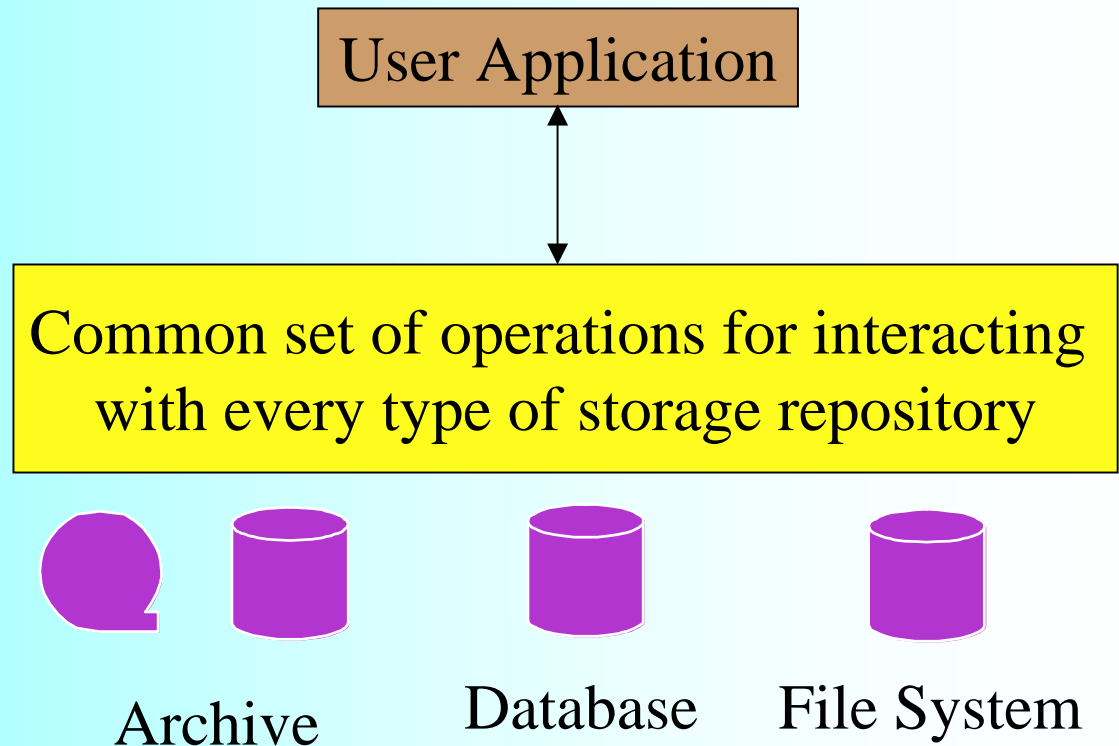 User Application
Common set of operations for interacting
with every type of storage repository
Archive
Database
File System